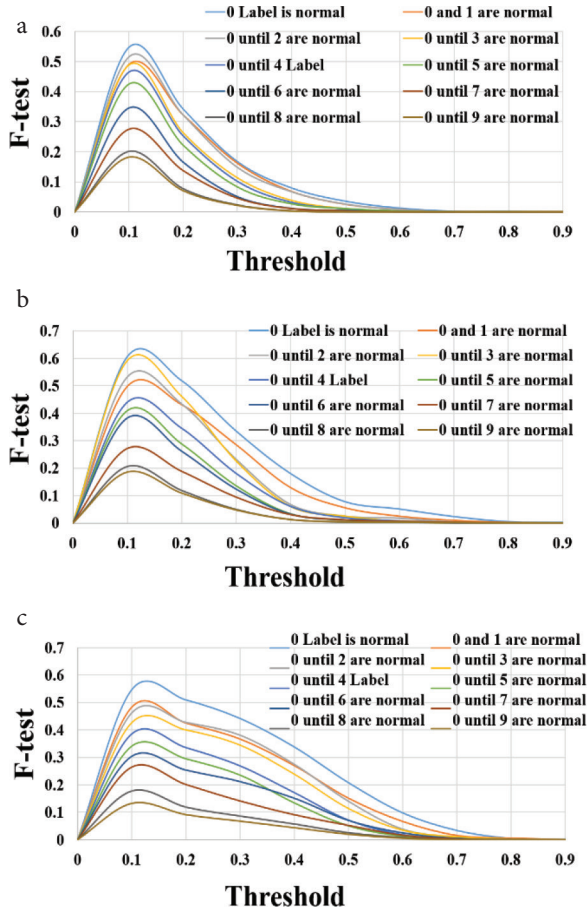 a
0 Label is normal 0 and 1 are normal
0 until 2 are normal 0 until 3 are normal
0 until 4 Label 0 until 5 are normal
0 until 6 are normal 0 until 7 are normal
0 until 8 are normal 0 until 9 are normal
F-test
0.6
0.5
0.4
0.3
0.2
0.1
0
0 0.1 0.2 0.3 0.4 0.5 0.6 0.7 0.8 0.9
Threshold
b
0 Label is normal 0 and 1 are normal
0 until 2 are normal 0 until 3 are normal
0 until 4 Label 0 until 5 are normal
0 until 6 are normal 0 until 7 are normal
0 until 8 are normal 0 until 9 are normal
F-test
0.7
0.6
0.5
0.4
0.3
0.2
0.1
0
0 0.1 0.2 0.3 0.4 0.5 0.6 0.7 0.8 0.9
Threshold
c
0 Label is normal 0 and 1 are normal
0 until 2 are normal 0 until 3 are normal
0 until 4 Label 0 until 5 are normal
0 until 6 are normal 0 until 7 are normal
0 until 8 are normal 0 until 9 are normal
F-test
0.7
0.6
0.5
0.4
0.3
0.2
0.1
0
0 0.1 0.2 0.3 0.4 0.5 0.6 0.7 0.8 0.9
Threshold